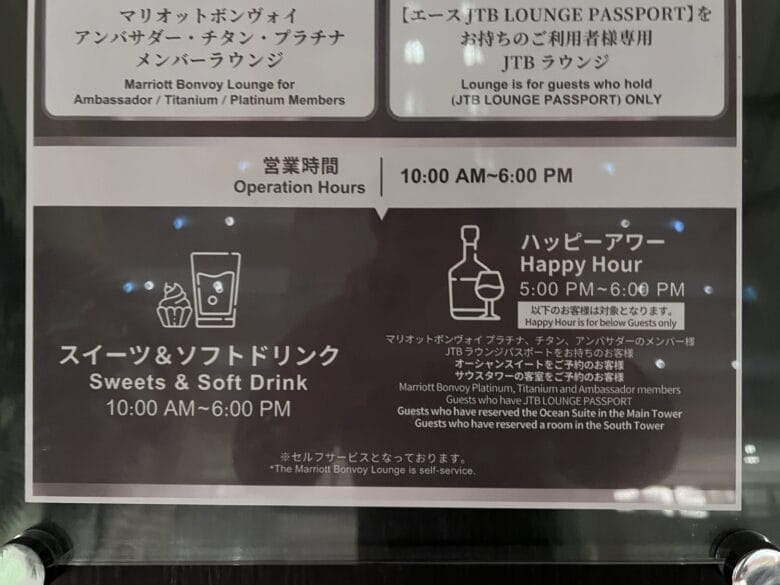 マリオットボンヴォイ
アンバサダー・チタン・プラチナ
メンバーラウンジ
Marriott Bonvoy Lounge for
Ambassador / Titanium / Platinum Members
【エースJTB LOUNGE PASSPORT】を
お持ちのご利用者様専用
JTB ラウンジ
Lounge is for guests who hold
(JTB LOUNGE PASSPORT) ONLY
営業時間
Operation Hours
10:00 AM~6:00 PM
スイーツ&ソフトドリンク
Sweets & Soft Drink
10:00 AM~6:00 PM
ハッピーアワー
Happy Hour
5:00 PM~6:00 PM
以下のお客様は対象となります。
Happy Hour is for below Guests only
マリオットボンヴォイ プラチナ、チタン、アンバサダーのメンバー様
JTB ラウンジパスポートをお持ちのお客様
オーシャンスイートをご予約のお客様
サウスタワーの客室をご予約のお客様
Marriott Bonvoy Platinum, Titanium and Ambassador members
Guests who have JTB LOUNGE PASSPORT
Guests who have reserved the Ocean Suite in the Main Tower
Guests who have reserved a room in the South Tower
※セルフサービスとなっております。
*The Marriott Bonvoy Lounge is self-service.